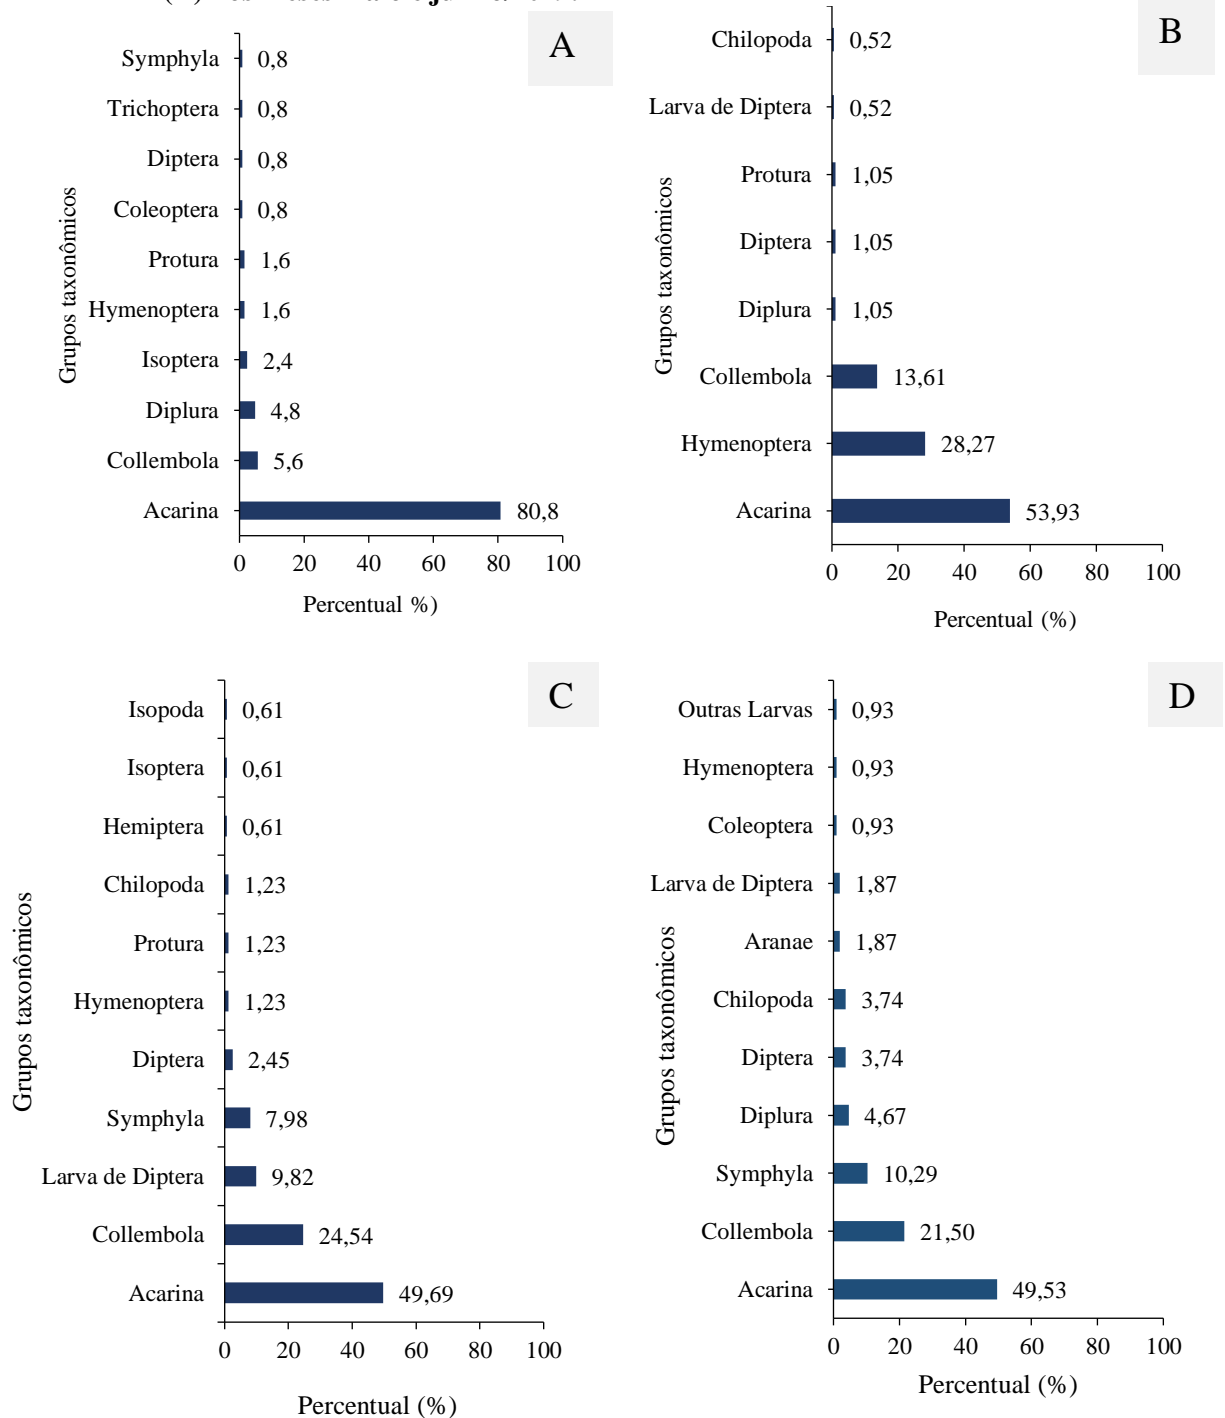 A
Symphyla 0,8
Trichoptera 0,8
Diptera 0,8
Coleoptera 0,8
Protura 1,6
Hymenoptera 1,6
Isoptera 2,4
Diplura 4,8
Collembola 5,6
Acarina 80,8
0 20 40 60 80 100
Percentual %)
Grupos taxonômicos
B
Chilopoda 0,52
Larva de Diptera 0,52
Protura 1,05
Diptera 1,05
Diplura 1,05
Collembola 13,61
Hymenoptera 28,27
Acarina 53,93
0 20 40 60 80 100
Percentual (%)
Grupos taxonômicos
C
Isopoda 0,61
Isoptera 0,61
Hemiptera 0,61
Chilopoda 1,23
Protura 1,23
Hymenoptera 1,23
Diptera 2,45
Symphyla 7,98
Larva de Diptera 9,82
Collembola 24,54
Acarina 49,69
0 20 40 60 80 100
Percentual (%)
Grupos taxonômicos
D
Outras Larvas 0,93
Hymenoptera 0,93
Coleoptera 0,93
Larva de Diptera 1,87
Aranae 1,87
Chilopoda 3,74
Diptera 3,74
Diplura 4,67
Symphyla 10,29
Collembola 21,50
Acarina 49,53
0 20 40 60 80 100
Percentual (%)
Grupos taxonômicos